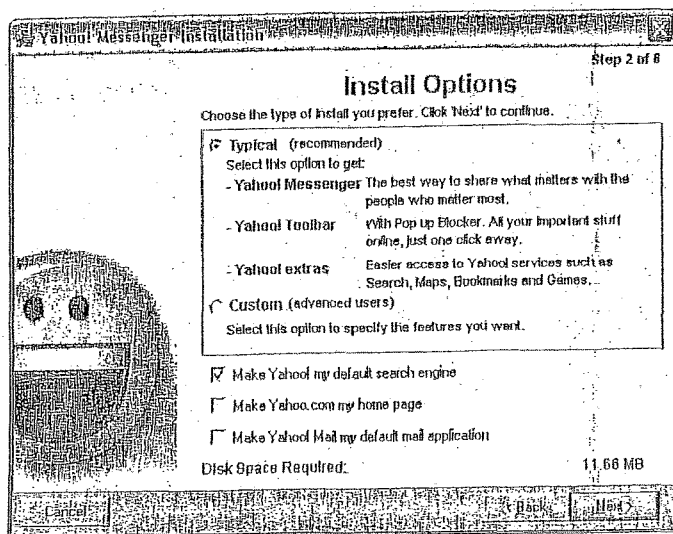 Yahoo! Messenger Installation
Step 2 of 6
Install Options
Choose the type of install you prefer. Click 'Next' to continue.
Typical (recommended)
Select this option to get:
- Yahoo! Messenger The best way to share what matters with the
people who matter most.
- Yahoo! Toolbar With Pop up Blocker. All your important stuff
online, just one click away.
- Yahoo! extras Easier access to Yahoo! services such as
Search, Maps, Bookmarks and Games.
Custom (advanced users)
Select this option to specify the features you want.
Make Yahoo! my default search engine
Make Yahoo.com my home page
Make Yahoo! Mail my default mail application
Disk Space Required: 11.66 MB
Cancel < Back Next >